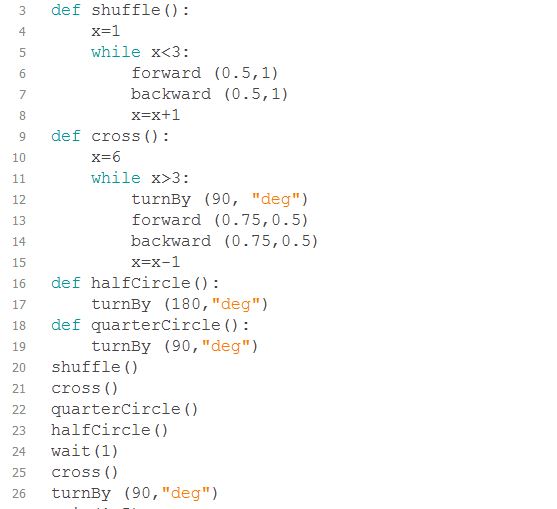 3 def shuffle():
4     x=1
5     while x<3:
6         forward (0.5,1)
7         backward (0.5,1)
8         x=x+1
9 def cross():
10     x=6
11     while x>3:
12         turnBy (90, "deg")
13         forward (0.75,0.5)
14         backward (0.75,0.5)
15         x=x-1
16 def halfCircle():
17     turnBy (180,"deg")
18 def quarterCircle():
19     turnBy (90,"deg")
20 shuffle()
21 cross()
22 quarterCircle()
23 halfCircle()
24 wait(1)
25 cross()
26 turnBy (90,"deg")